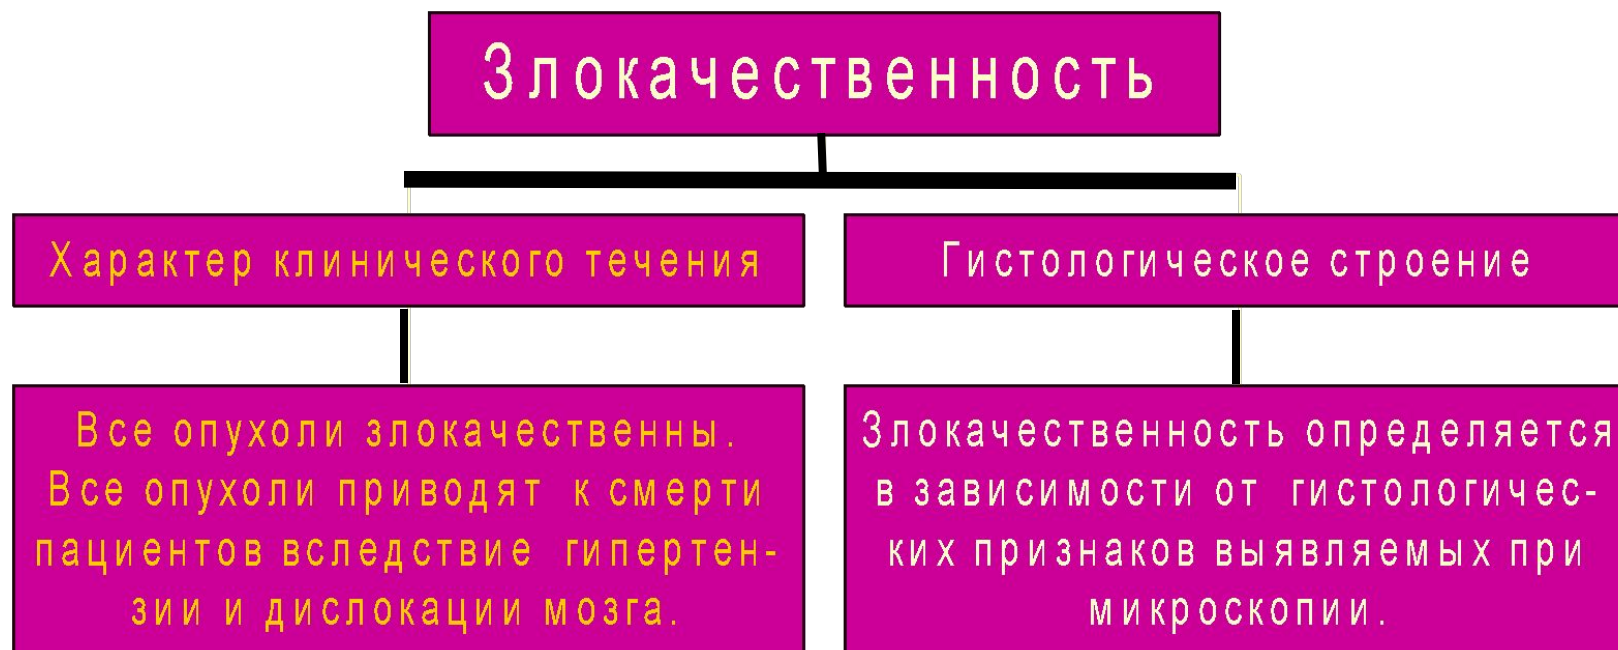 Злокачественность
Характер клинического течения
Гистологическое строение
Все опухоли злокачественны.
Все опухоли приводят к смерти
пациентов вследствие гипертен-
зии и дислокации мозга.
Злокачественность определяется
в зависимости от гистологичес-
ких признаков выявляемых при
микроскопии.